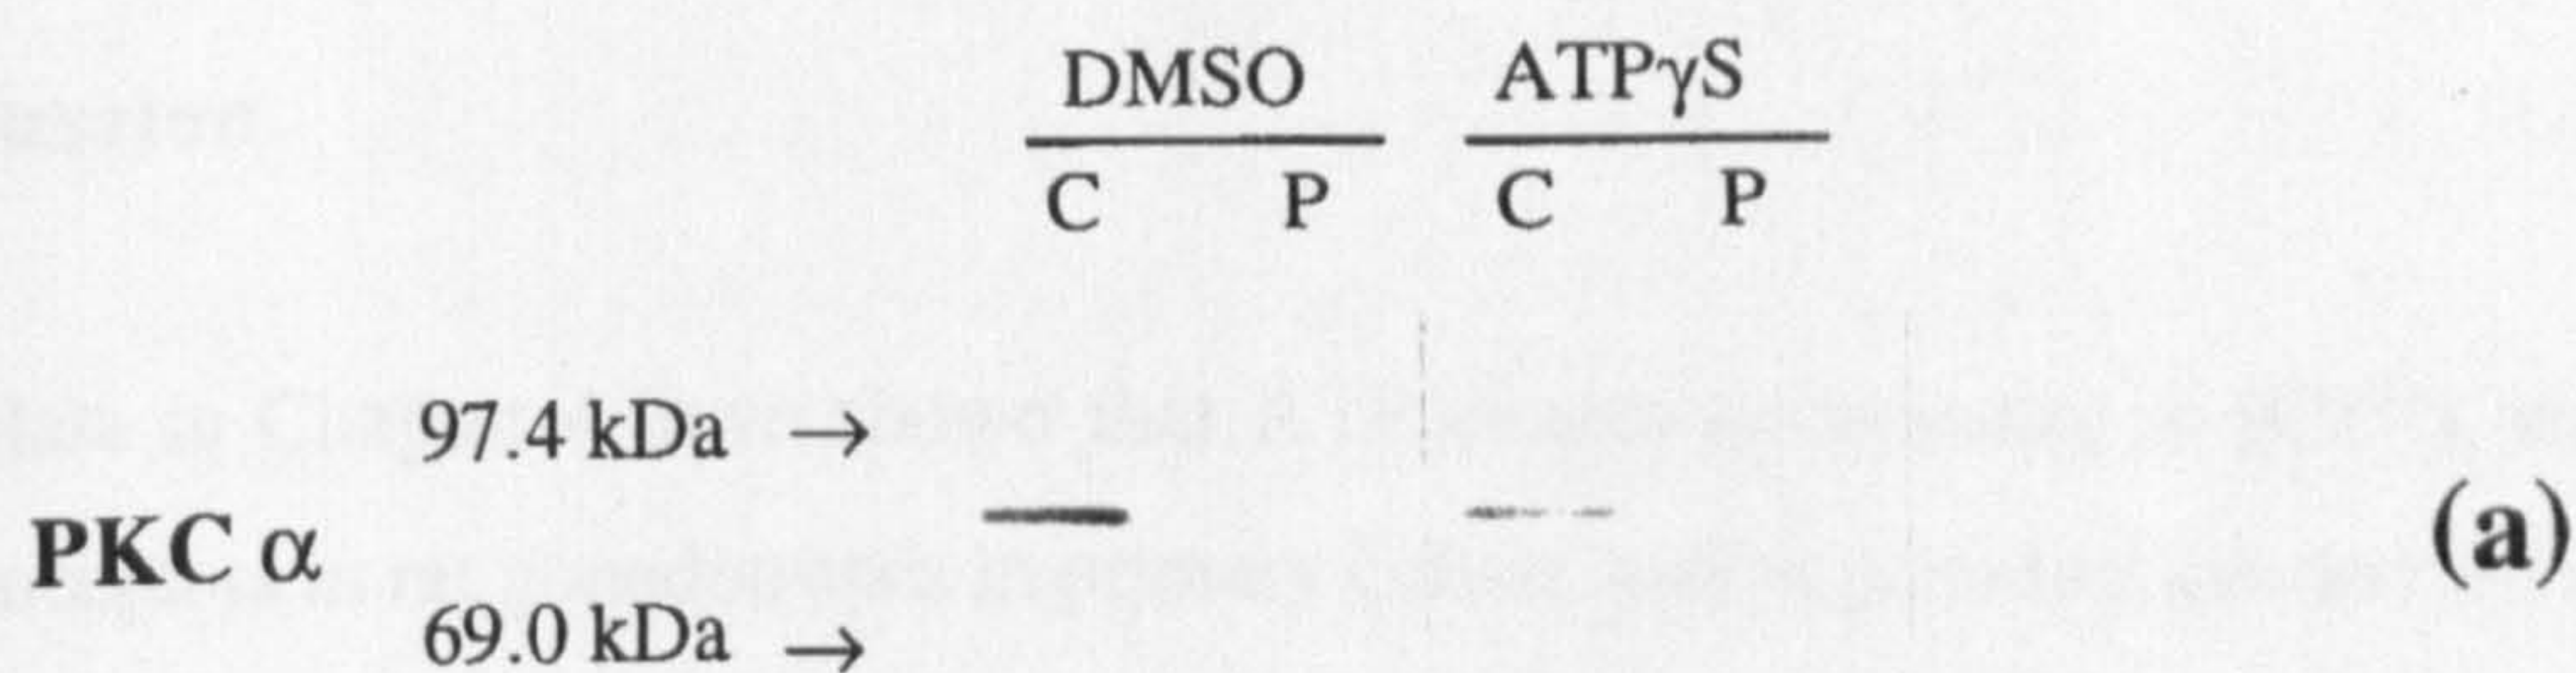 DMSO ATPγS
C P C P
97.4 kDa →
PKC α (a)
69.0 kDa →